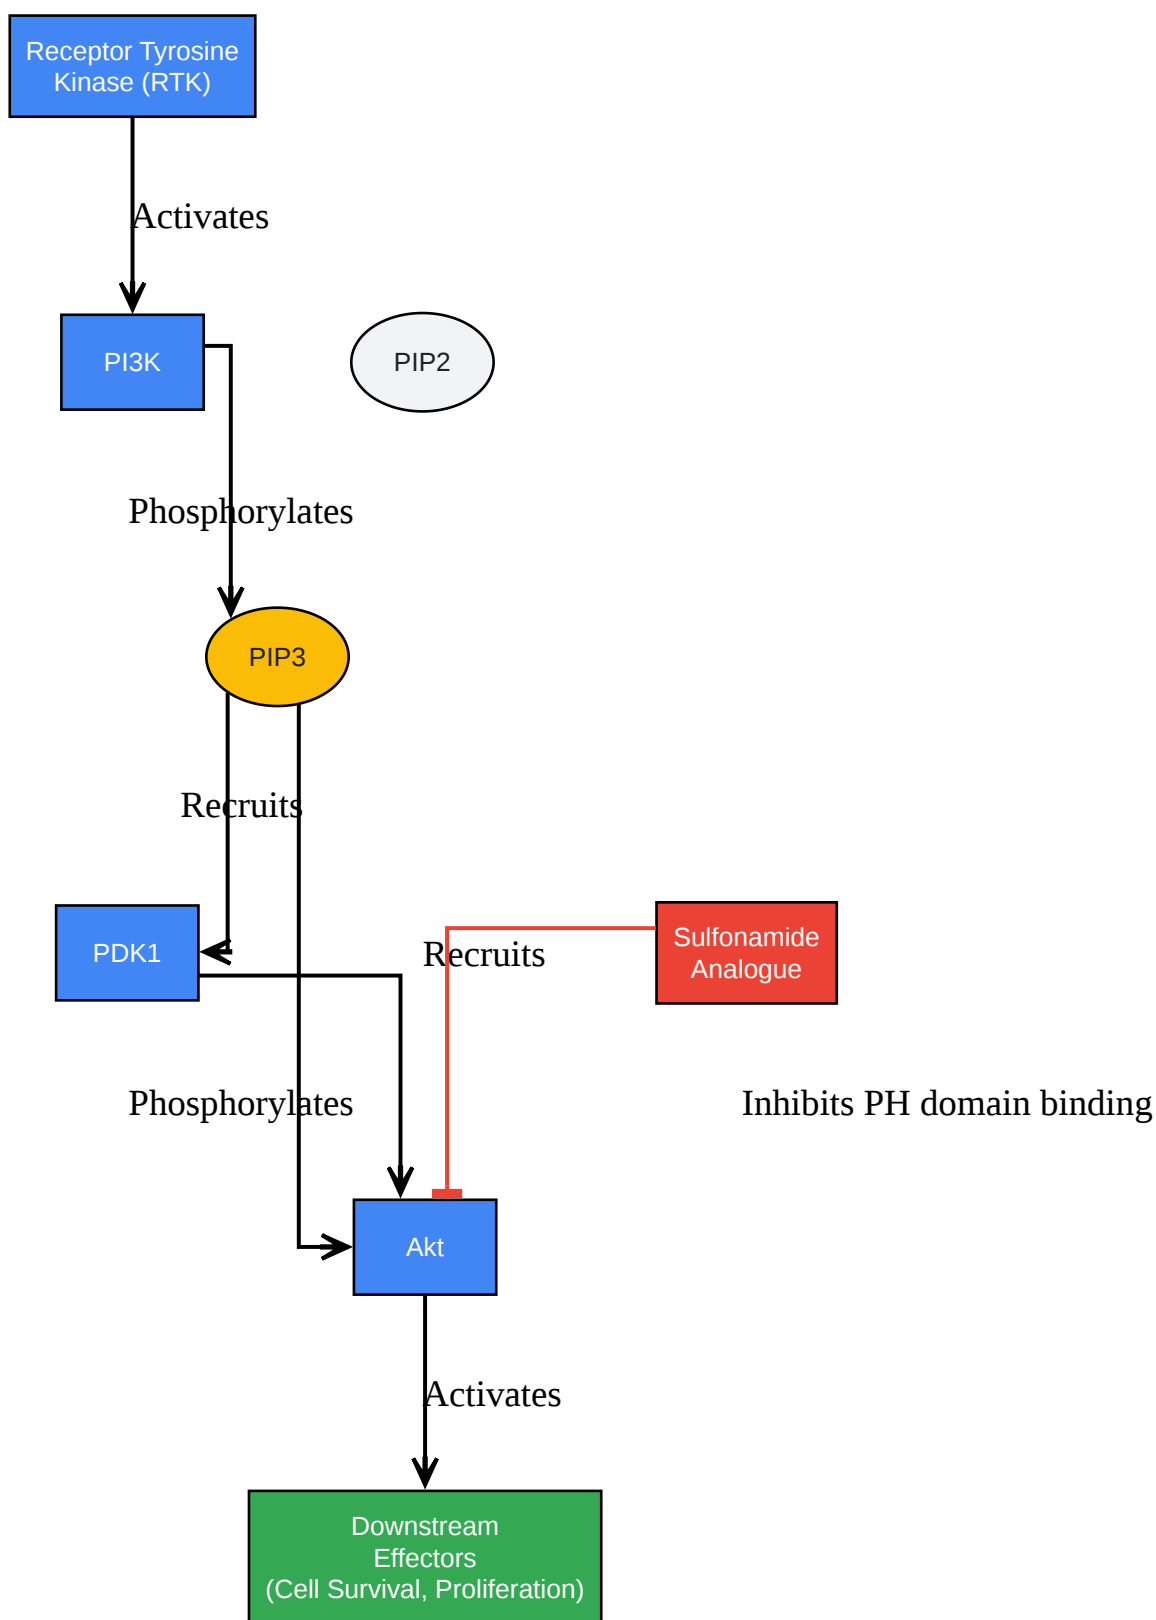 Receptor Tyrosine
Kinase (RTK)
Activates
PI3K
PIP2
Phosphorylates
PIP3
Recruits
PDK1
Recruits
Sulfonamide
Analogue
Phosphorylates
Inhibits PH domain binding
Akt
Activates
Downstream
Effectors
(Cell Survival, Proliferation)